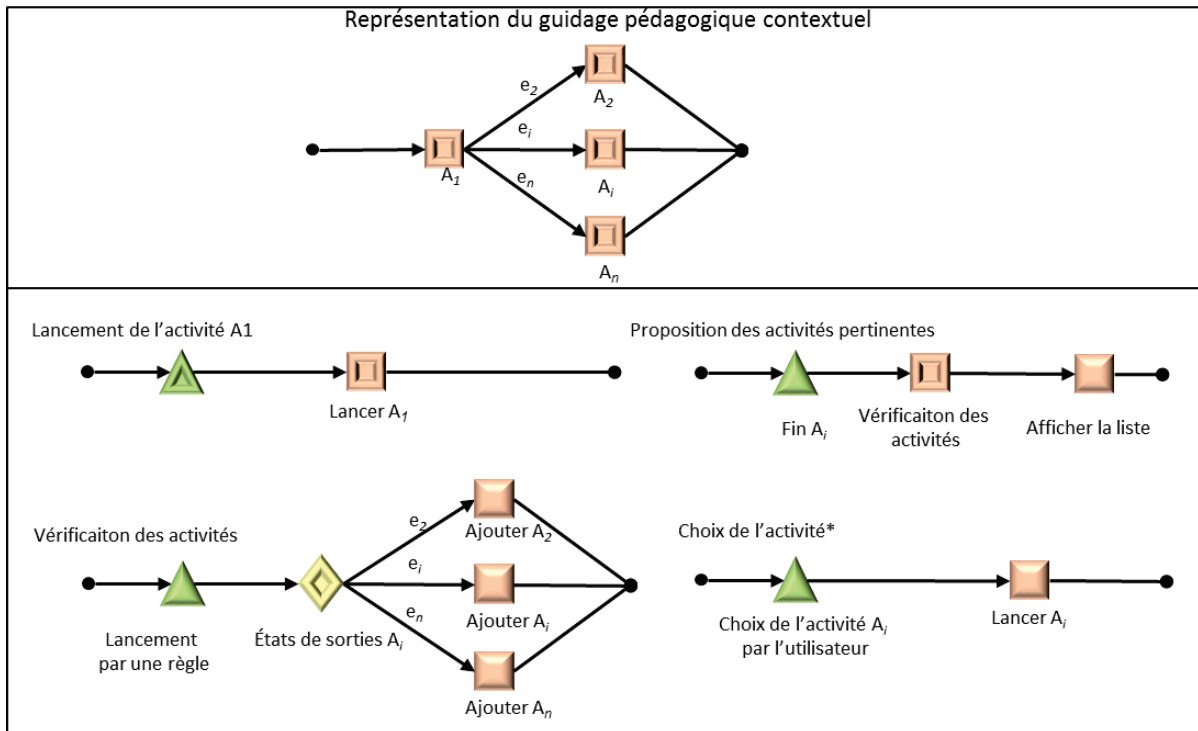 Représentation du guidage pédagogique contextuel
e2
A2
ei
A1
Ai
en
An
Lancement de l'activité A1
Lancer A1
Proposition des activités pertinentes
Fin Ai
Vérificaiton des
activités
Afficher la liste
Vérificaiton des activités
Lancement
par une règle
États de sorties Ai
e2
Ajouter A2
ei
Ajouter Ai
en
Ajouter An
Choix de l'activité*
Choix de l'activité Ai
par l'utilisateur
Lancer Ai